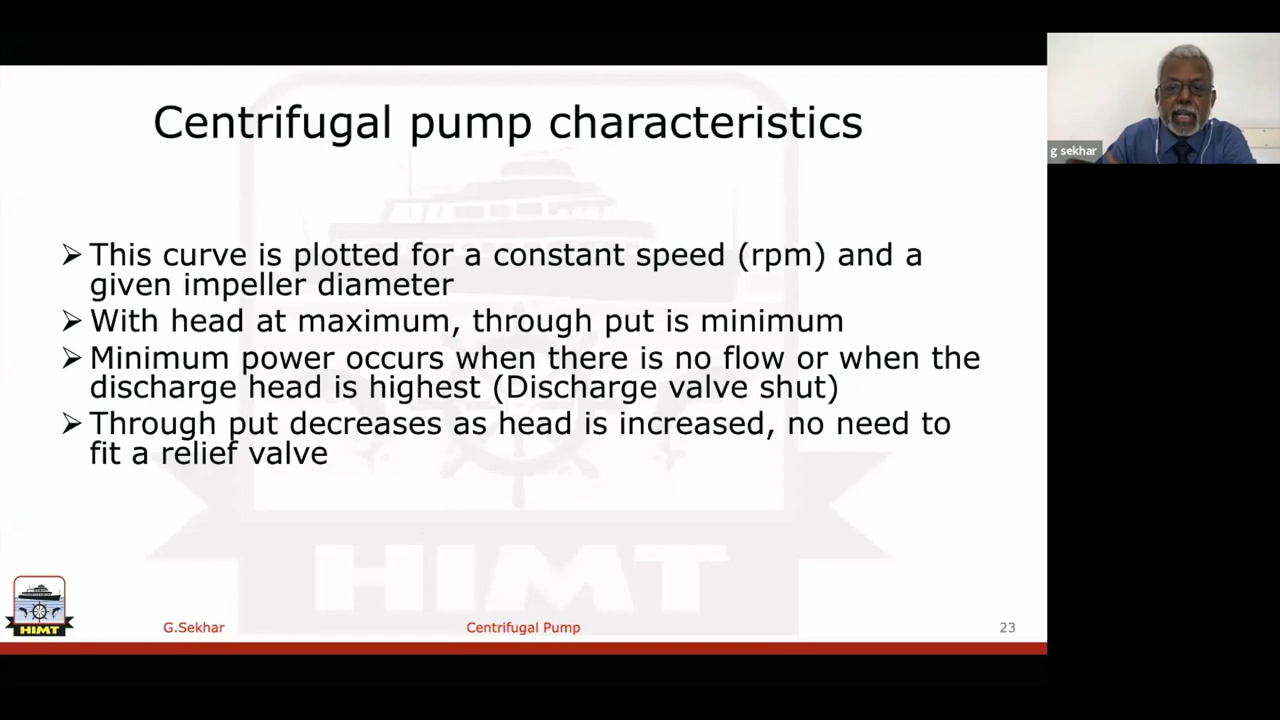 Centrifugal pump characteristics
g sekhar
➢ This curve is plotted for a constant speed (rpm) and a
given impeller diameter
➢ With head at maximum, through put is minimum
➢ Minimum power occurs when there is no flow or when the
discharge head is highest (Discharge valve shut)
➢ Through put decreases as head is increased, no need to
fit a relief valve
HIMT
HIMT
G.Sekhar
Centrifugal Pump
23